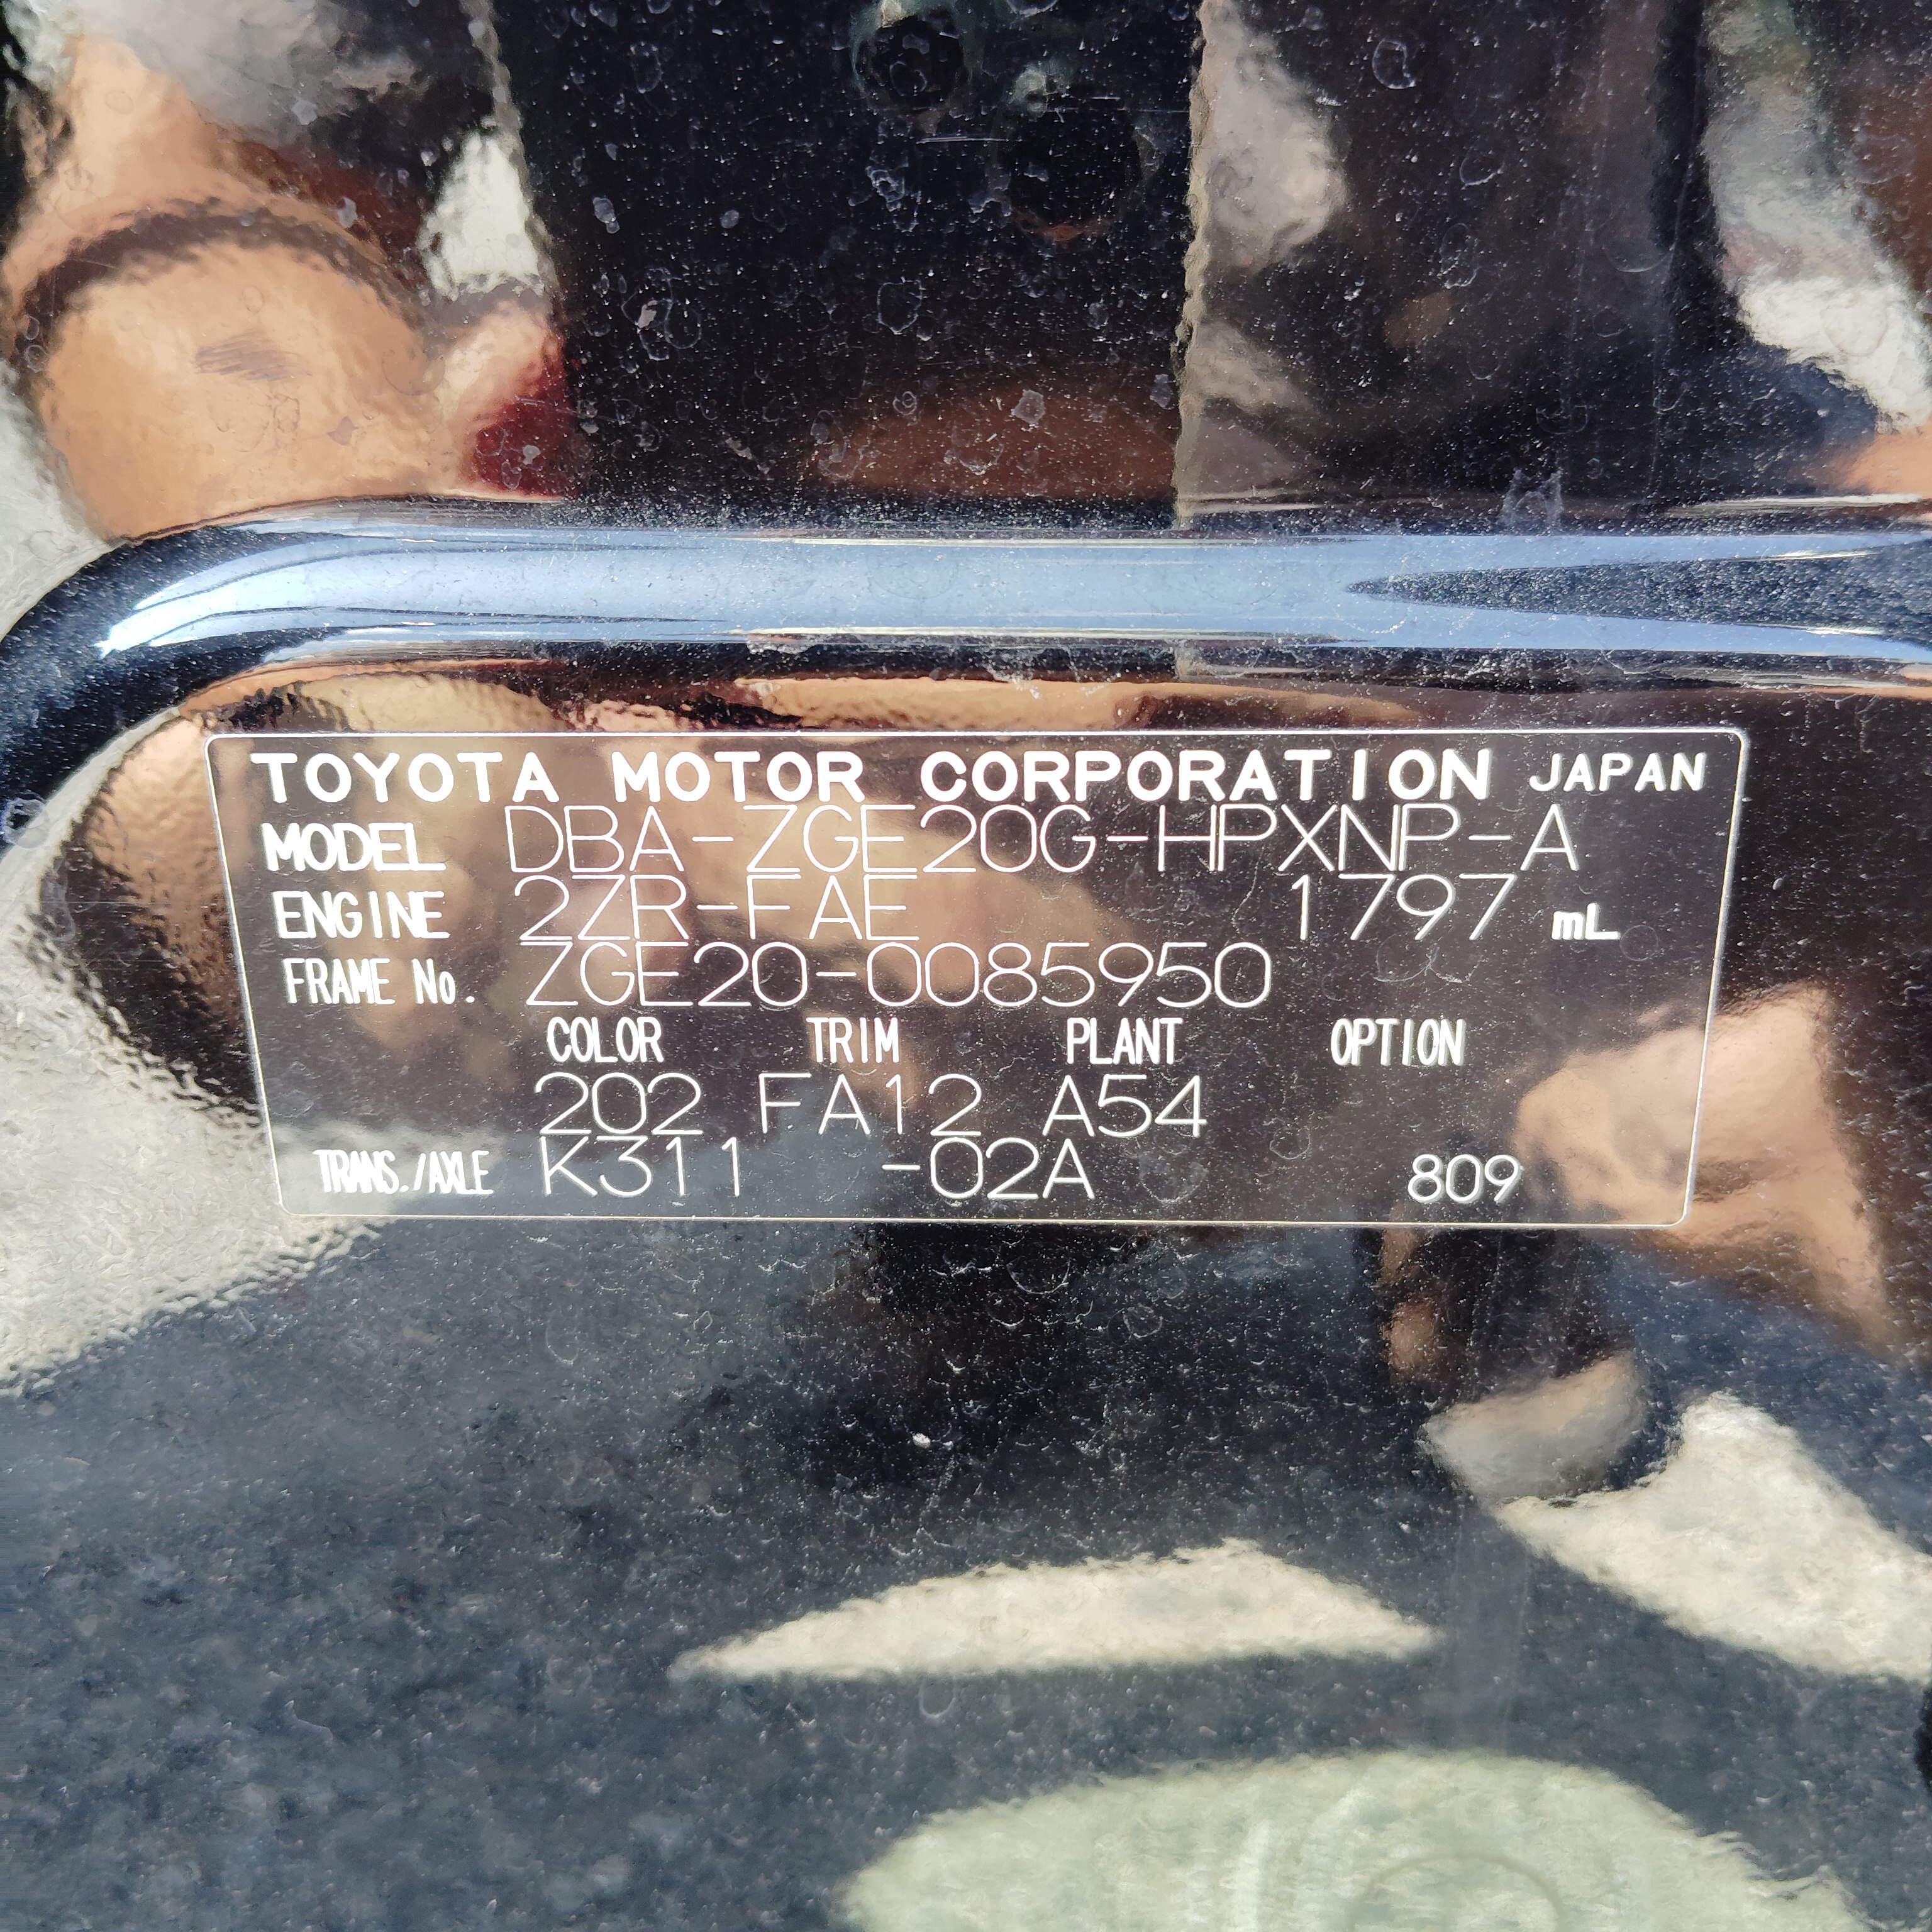 TOYOTA MOTOR CORPORATION JAPAN
MODEL DBA-ZGE20G-HPXNP-A
ENGINE 2ZR-FAE 1797 mL
FRAME No. ZGE20-0085950
COLOR TRIM PLANT OPTION
202 FA12 A54
TRANS./AXLE K311 -02A 809